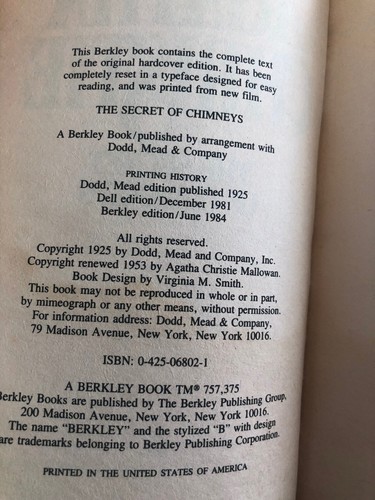 This Berkley book contains the complete text
of the original hardcover edition. It has been
completely reset in a typeface designed for easy
reading, and was printed from new film.
THE SECRET OF CHIMNEYS
A Berkley Book/published by arrangement with
Dodd, Mead & Company
PRINTING HISTORY
Dodd, Mead edition published 1925
Dell edition/December 1981
Berkley edition/June 1984
All rights reserved.
Copyright 1925 by Dodd, Mead and Company, Inc.
Copyright renewed 1953 by Agatha Christie Mallowan.
Book Design by Virginia M. Smith.
This book may not be reproduced in whole or in part,
by mimeograph or any other means, without permission.
For information address: Dodd, Mead & Company,
79 Madison Avenue, New York, New York 10016.
ISBN: 0-425-06802-1
A BERKLEY BOOK TM® 757,375
Berkley Books are published by The Berkley Publishing Group,
200 Madison Avenue, New York, New York 10016.
The name "BERKLEY" and the stylized "B" with design
are trademarks belonging to Berkley Publishing Corporation.
PRINTED IN THE UNITED STATES OF AMERICA